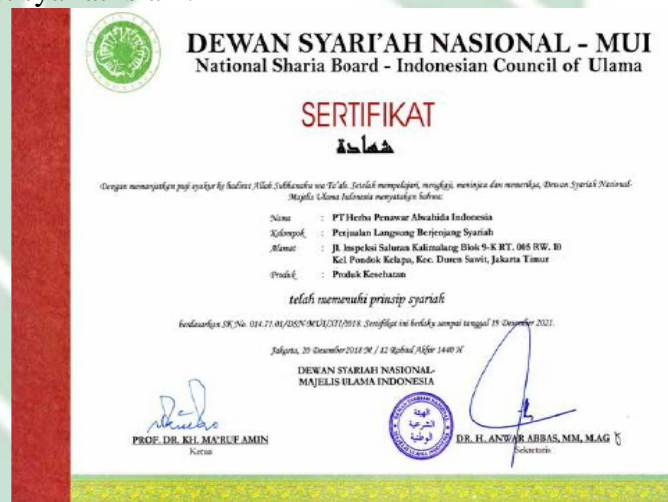 DEWAN SYARI'AH NASIONAL - MUI
National Sharia Board - Indonesian Council of Ulama
SERTIFIKAT
شهادة
Dengan memanjatkan puji syukur ke hadirat Allah Subhanahu wa Ta'ala. Setelah mempelajari, mengkaji, meninjau dan memeriksa, Dewan Syariah Nasional-
Majelis Ulama Indonesia menyatakan bahwa:
Nama : PT Herba Penawar Alwahida Indonesia
Kelompok : Penjualan Langsung Berjenjang Syariah
Alamat : Jl. Inspeksi Saluran Kalimalang Blok 9-K RT. 005 RW. 10
Kel Pondok Kelapa, Kec. Duren Sawit, Jakarta Timur
Produk : Produk Kesehatan
telah memenuhi prinsip syariah
berdasarkan SK No. 014.71.01/DSN-MUI/XII/2018. Sertifikat ini berlaku sampai tanggal 19 Desember 2021.
Jakarta, 20 Desember 2018 M / 12 Rabiul Akhir 1440 H
DEWAN SYARIAH NASIONAL-
MAJELIS ULAMA INDONESIA
الهيئة
الشرعية
الوطنية
PROF. DR. KH. MA'RUF AMIN
Ketua
DR. H. ANWAR ABBAS, MM, M.AG
Sekretaris